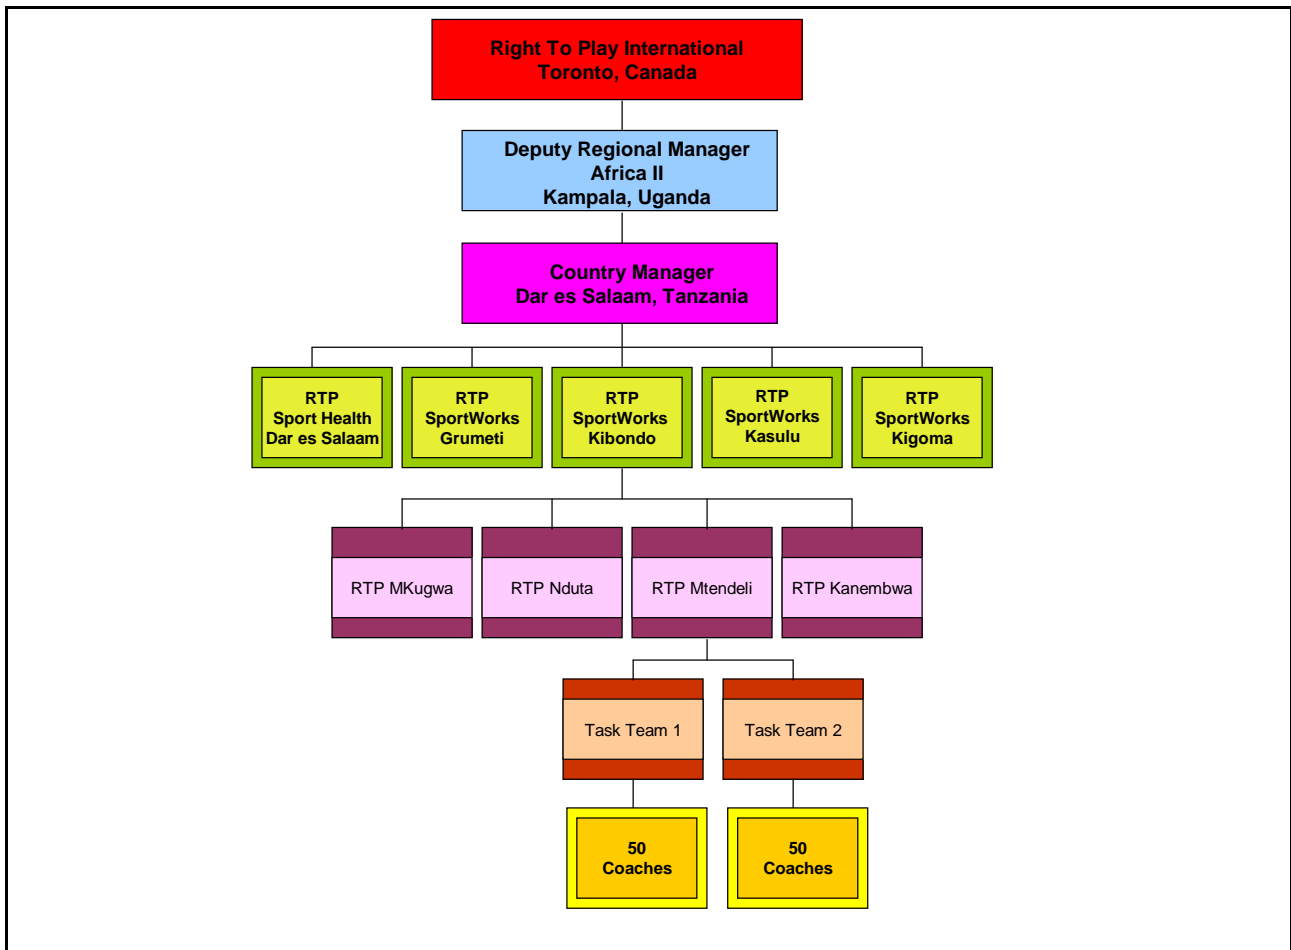 Right To Play International
Toronto, Canada
Deputy Regional Manager
Africa II
Kampala, Uganda
Country Manager
Dar es Salaam, Tanzania
RTP
Sport Health
Dar es Salaam
RTP
SportWorks
Grumeti
RTP
SportWorks
Kibondo
RTP
SportWorks
Kasulu
RTP
SportWorks
Kigoma
RTP MKugwa
RTP Nduta
RTP Mtendeli
RTP Kanembwa
Task Team 1
Task Team 2
50
Coaches
50
Coaches